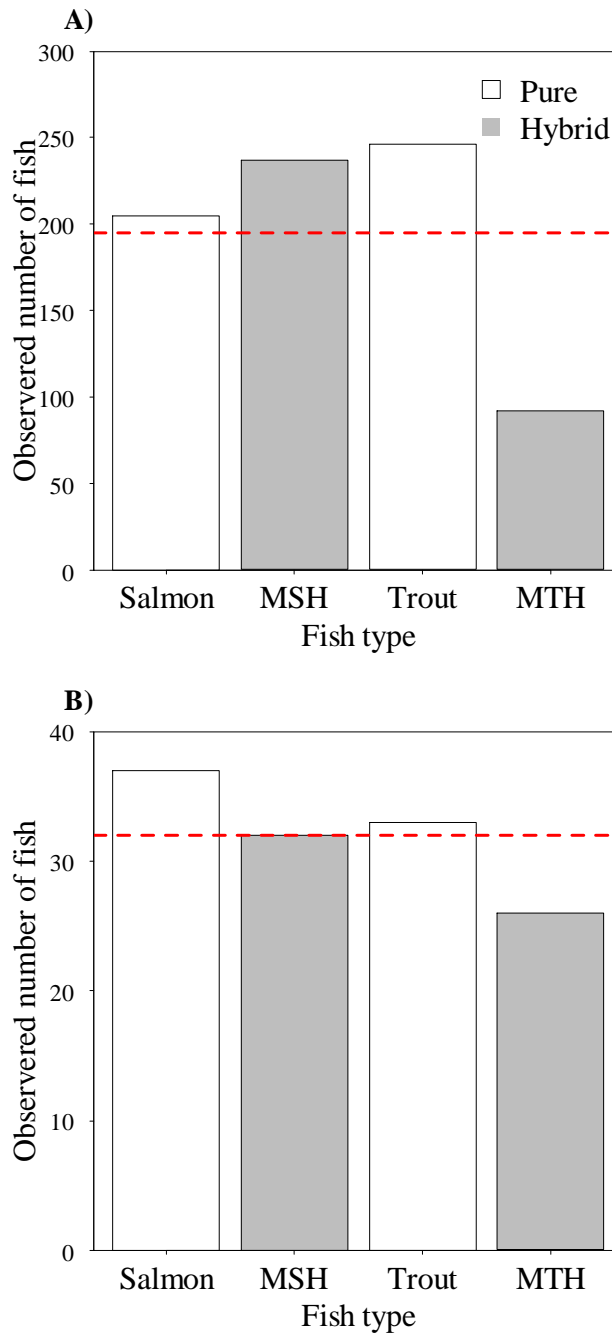 A)
300
250
200
150
100
50
0
Observered number of fish
Pure
Hybrid
Salmon MSH Trout MTH
Fish type
B)
40
30
20
10
0
Observered number of fish
Salmon MSH Trout MTH
Fish type